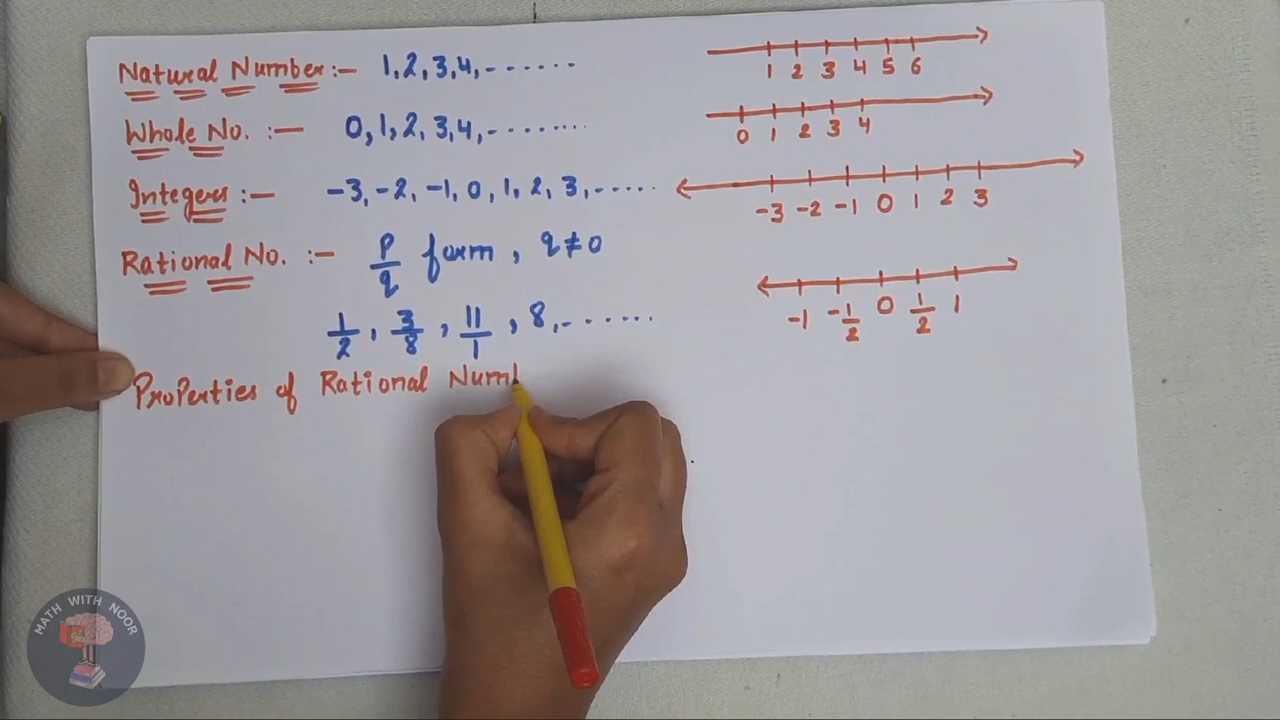 Natural Number :- 1, 2, 3, 4, - - - - - -
1 2 3 4 5 6
Whole No. :- 0, 1, 2, 3, 4, - - - - - - -
0 1 2 3 4
Integers :- -3, -2, -1, 0, 1, 2, 3, - - - - -
-3 -2 -1 0 1 2 3
Rational No. :- P/q form, q≠0
-1 -1/2 0 1/2 1
1/2, 3/8, 11/1, 8, - - - - - - -
Properties of Rational Num
MATH WITH NOOR